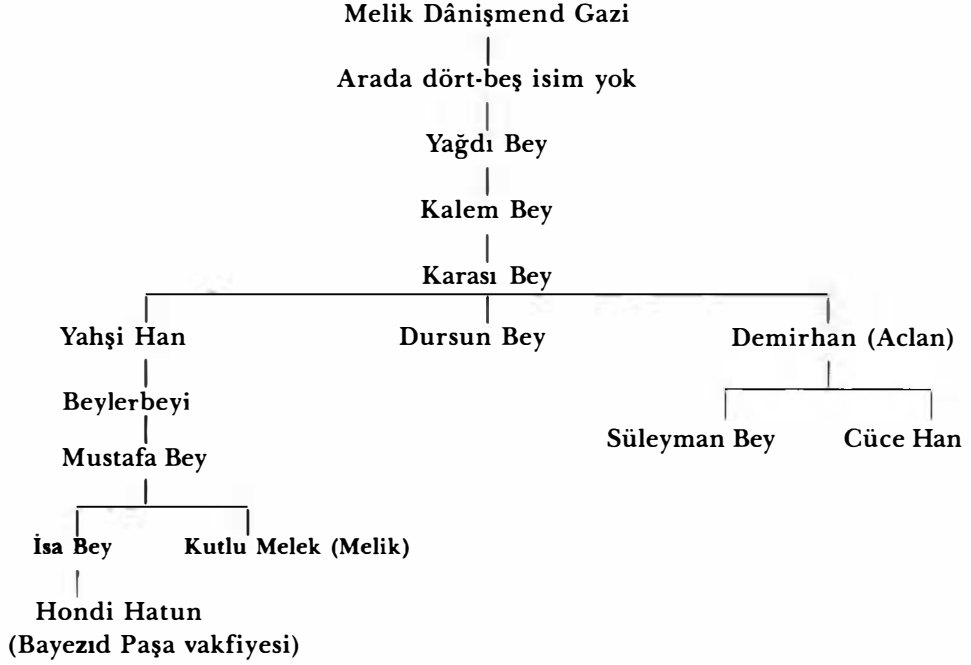 Melik Dânişmend Gazi
Arada dört-beş isim yok
Yağdı Bey
Kalem Bey
Karası Bey
Yahşi Han Dursun Bey Demirhan (Aclan)
Beylerbeyi
Süleyman Bey Cüce Han
Mustafa Bey
İsa Bey Kutlu Melek (Melik)
Hondi Hatun
(Bayezıd Paşa vakfiyesi)